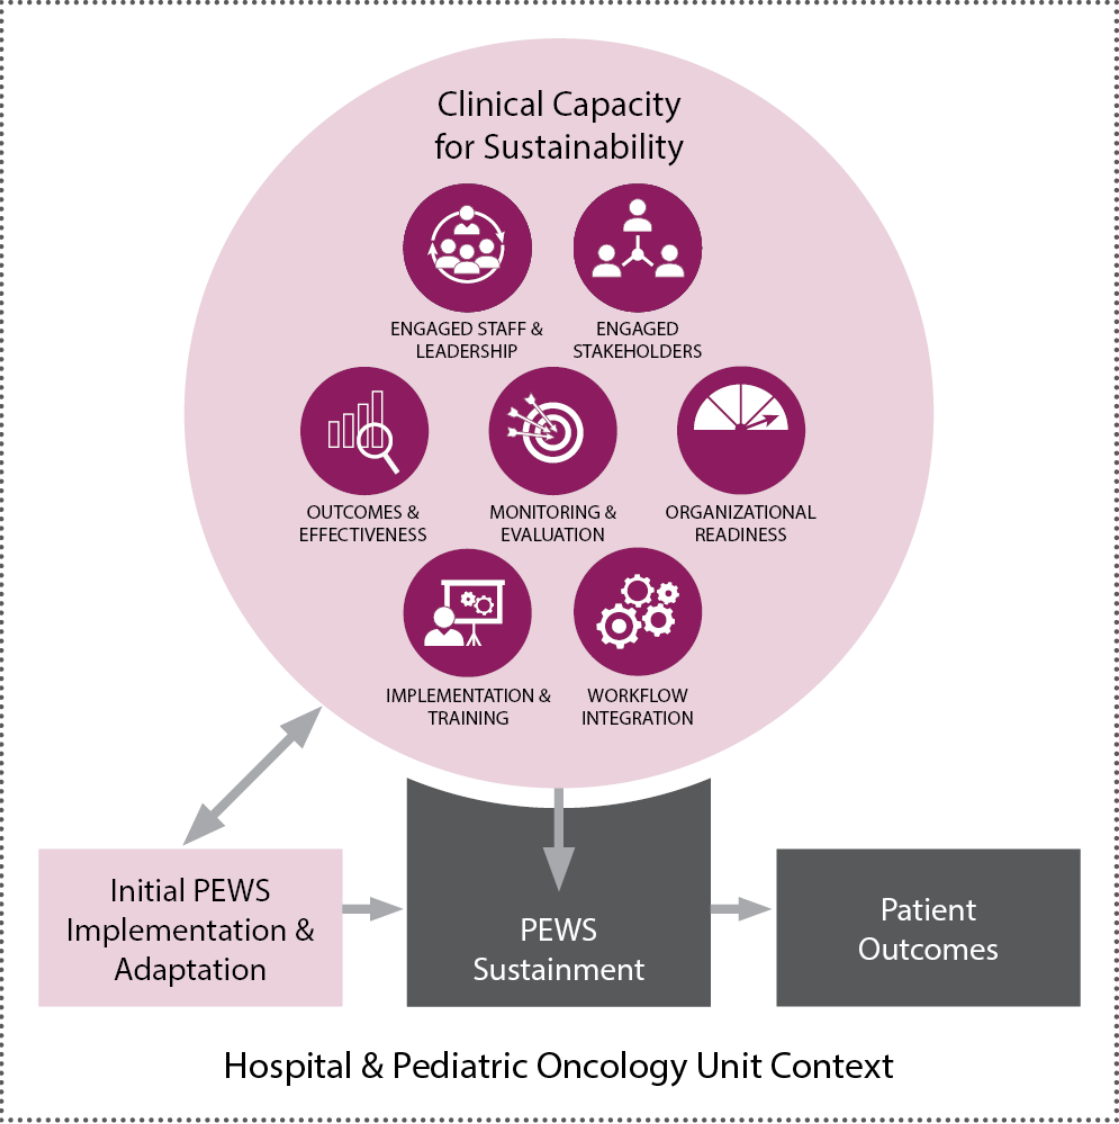 Clinical Capacity
for Sustainability
ENGAGED STAFF &
LEADERSHIP
ENGAGED
STAKEHOLDERS
OUTCOMES &
EFFECTIVENESS
MONITORING &
EVALUATION
ORGANIZATIONAL
READINESS
IMPLEMENTATION &
TRAINING
WORKFLOW
INTEGRATION
Initial PEWS
Implementation &
Adaptation
PEWS
Sustainment
Patient
Outcomes
Hospital & Pediatric Oncology Unit Context